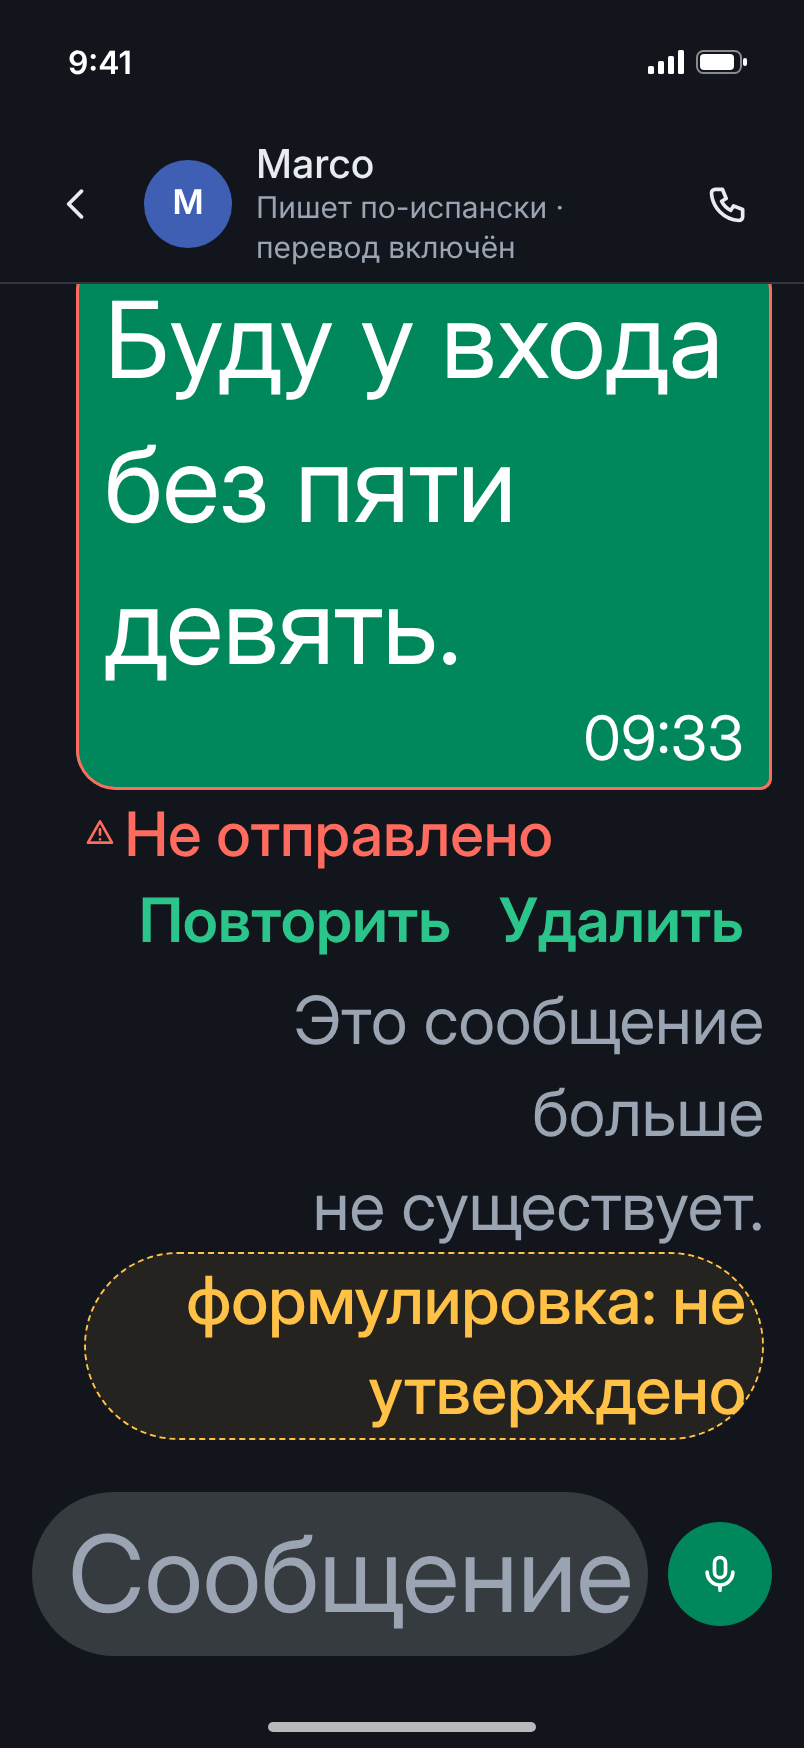 9:41
M
Marco
Пишет по-испански ·
перевод включён
Буду у входа
без пяти
девять.
09:33
Не отправлено
Повторить Удалить
Это сообщение
больше
не существует.
формулировка: не
утверждено
Сообщение